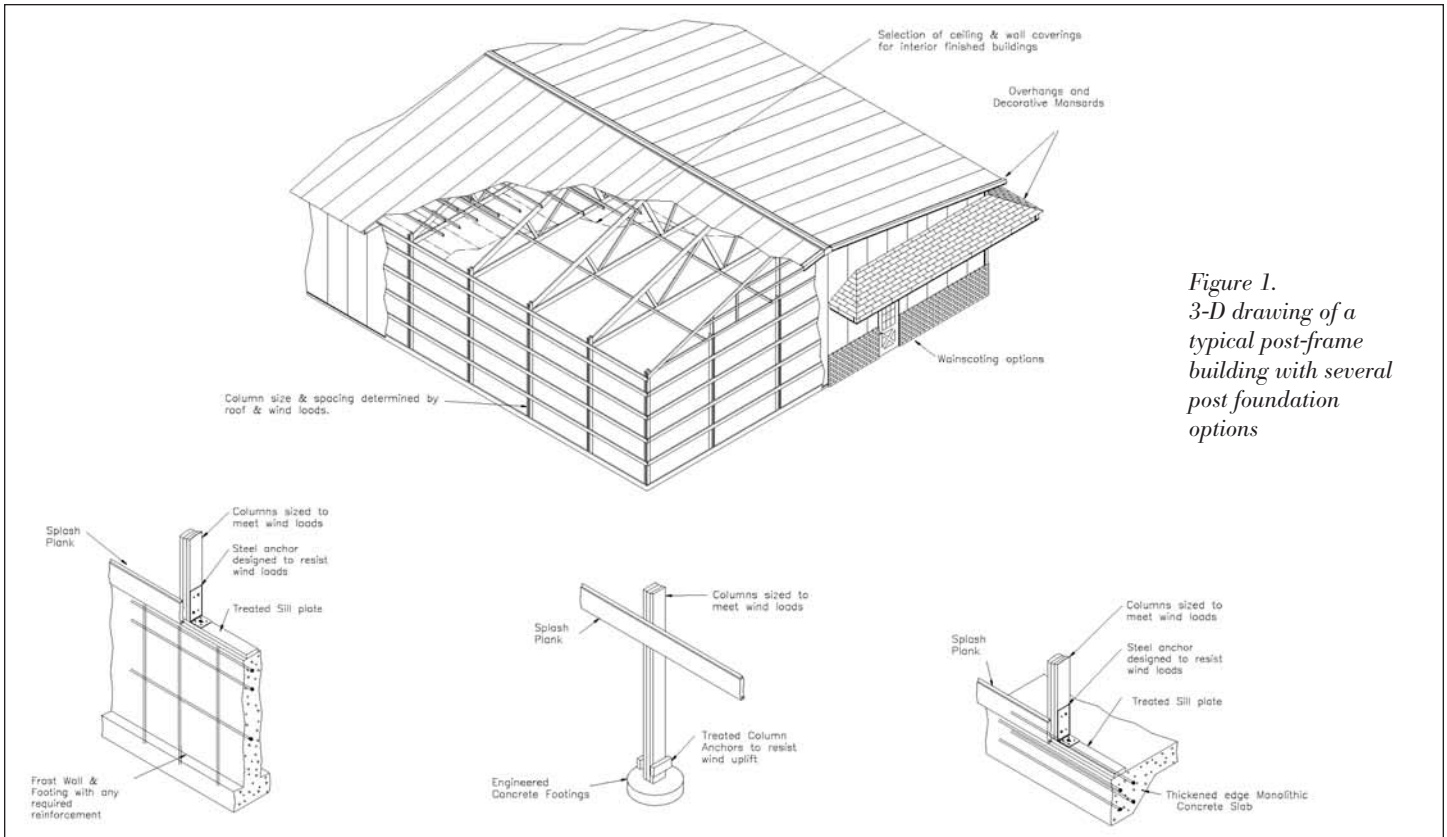 Selection of ceiling & wall coverings
for interior finished buildings
Overhangs and
Decorative Mansards
Wainscoting options
Column size & spacing determined by
roof & wind loads.
Figure 1.
3-D drawing of a
typical post-frame
building with several
post foundation
options
Splash
Plank
Columns sized to
meet wind loads
Steel anchor
designed to resist
wind loads
Treated Sill plate
Frost Wall &
Footing with any
required
reinforcement
Columns sized to
meet wind loads
Splash
Plank
Treated Column
Anchors to resist
wind uplift
Engineered
Concrete Footings
Columns sized to
meet wind loads
Splash
Plank
Steel anchor
designed to resist
wind loads
Treated Sill plate
Thickened edge Monolithic
Concrete Slab